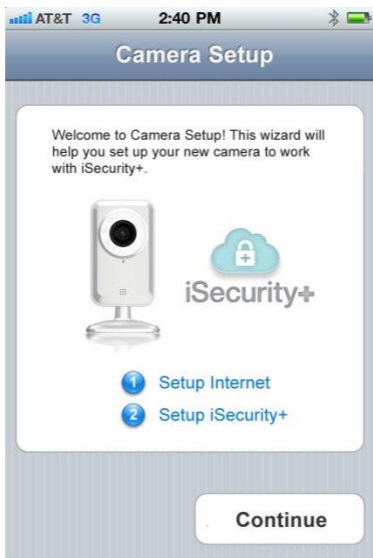 AT&T 3G 2:40 PM
Camera Setup
Welcome to Camera Setup! This wizard will
help you set up your new camera to work
with iSecurity+.
iSecurity+
1 Setup Internet
2 Setup iSecurity+
Continue